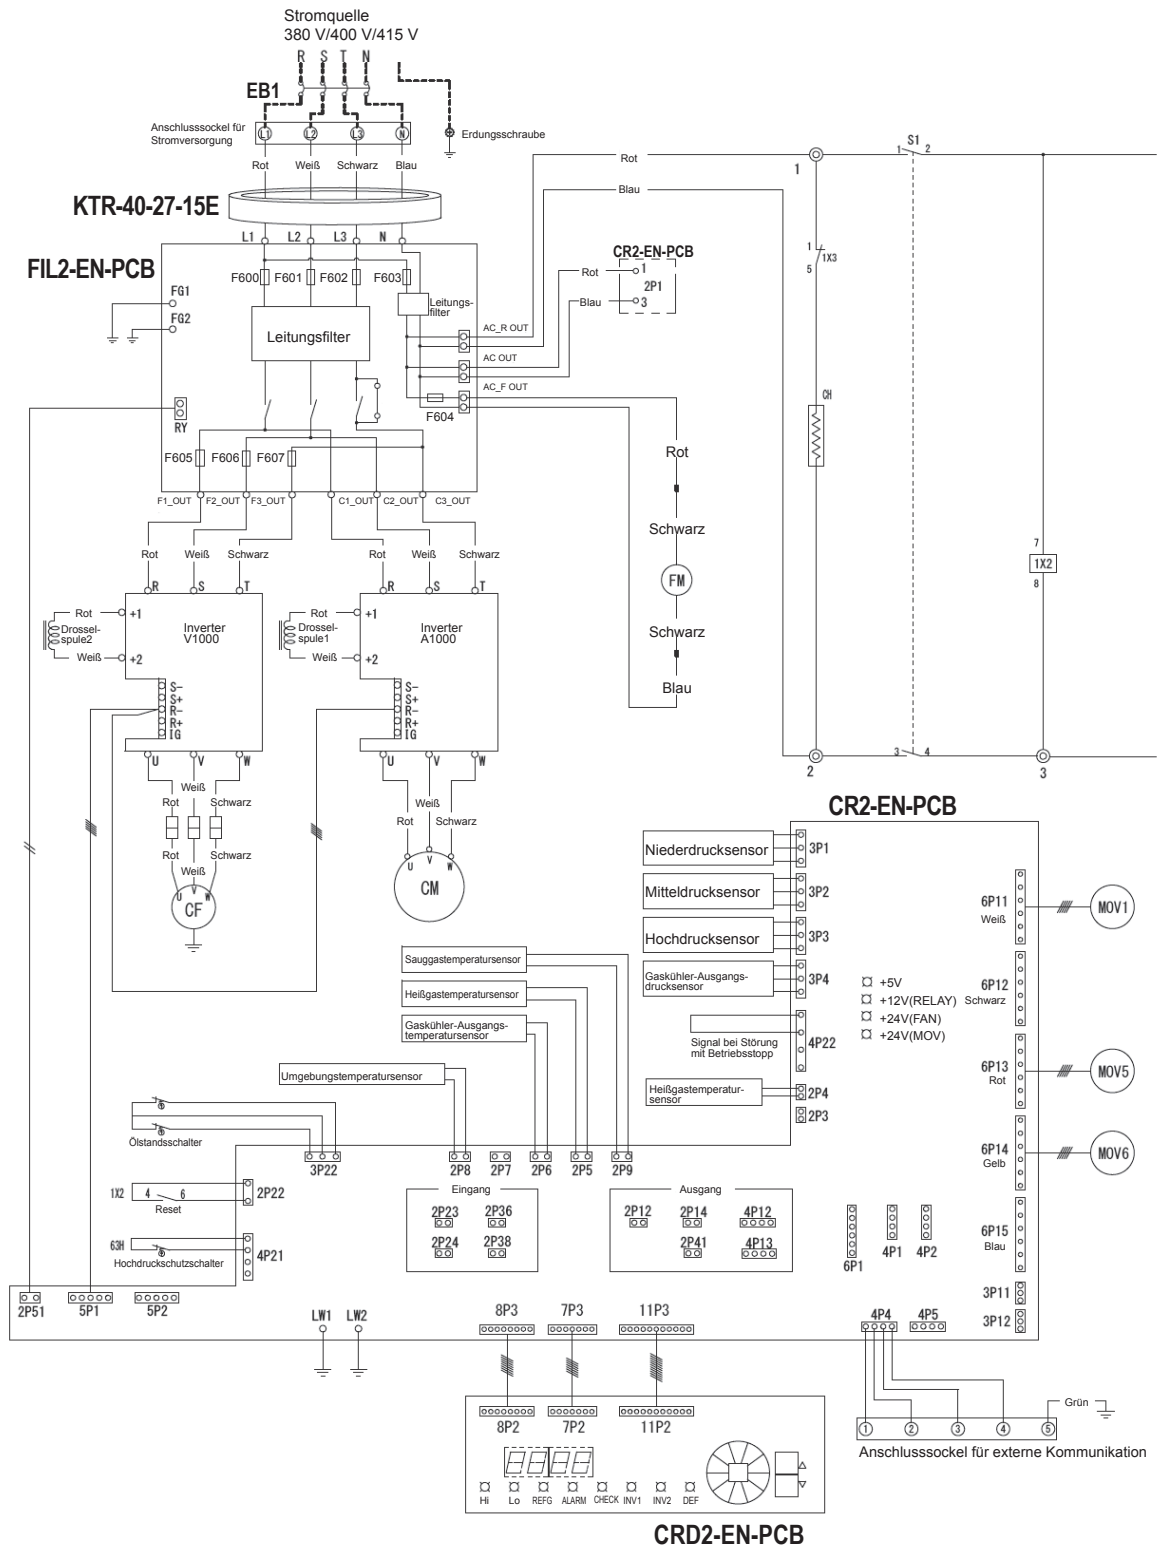 Stromquelle
380 V/400 V/415 V
R S T N
EB1
Anschlusssockel für
Stromversorgung
L1 L2 L3 N
Erdungsschraube
Rot Weiß Schwarz Blau
KTR-40-27-15E
L1 L2 L3 N
FIL2-EN-PCB
FG1
FG2
F600 F601 F602 F603
Leitungs-
filter
Leitungsfilter
AC_R OUT
AC OUT
AC_F OUT
F604
RY
F605 F606 F607
F1_OUT F2_OUT F3_OUT C1_OUT C2_OUT C3_OUT
Rot
Blau
CR2-EN-PCB
Rot 1
2P1
Blau 3
Rot
Schwarz
FM
Schwarz
Blau
1
S1
1 2
1
1X3
5
CH
7
1X2
8
3 4
2
3
Rot Weiß Schwarz
Rot Weiß Schwarz
R S T
R S T
Rot +1
Drossel-
spule2
Weiß +2
Inverter
V1000
S-
S+
R-
R+
IG
U V W
Rot +1
Drossel-
spule1
Weiß +2
Inverter
A1000
S-
S+
R-
R+
IG
U V W
Weiß
Rot Schwarz
Rot Schwarz
Weiß
U V W
CF
Weiß
Rot Schwarz
U V W
CM
CR2-EN-PCB
Niederdrucksensor 3P1
Mitteldrucksensor 3P2
Hochdrucksensor 3P3
Gaskühler-Ausgangs-
drucksensor
3P4
Signal bei Störung
mit Betriebsstopp
4P22
Heißgastemperatur-
sensor
2P4
2P3
Sauggastemperatursensor
Heißgastemperatursensor
Gaskühler-Ausgangs-
temperatursensor
Umgebungstemperatursensor
+5V
+12V(RELAY)
+24V(FAN)
+24V(MOV)
6P11
Weiß
MOV1
6P12
Schwarz
6P13
Rot
MOV5
6P14
Gelb
MOV6
6P15
Blau
Ölstandsschalter
3P22 2P8 2P7 2P6 2P5 2P9
1X2 4 6
Reset
2P22
63H
Hochdruckschutzschalter
4P21
Eingang
2P23 2P36
2P24 2P38
Ausgang
2P12 2P14 4P12
2P41 4P13
6P1 4P1 4P2
3P11
3P12
4P4 4P5
2P51 5P1 5P2
LW1 LW2
8P3 7P3 11P3
8P2 7P2 11P2
Hi Lo REFG ALARM CHECK INV1 INV2 DEF
CRD2-EN-PCB
Grün
1 2 3 4 5
Anschlusssockel für externe Kommunikation